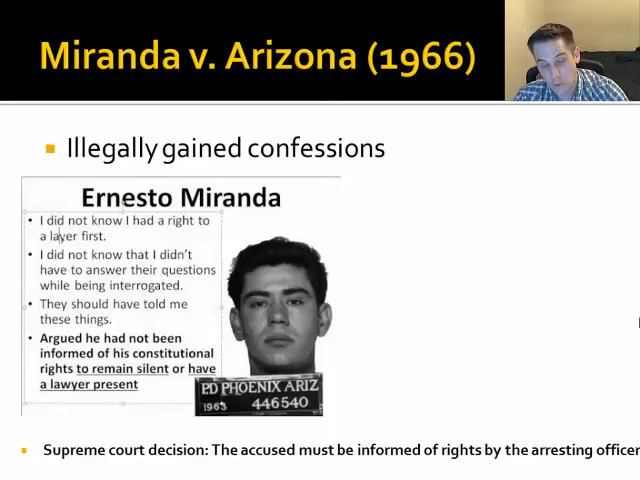 Miranda v. Arizona (1966)
Illegally gained confessions
Ernesto Miranda
• I did not know I had a right to
a layer first.
• I did not know that I didn't
have to answer their questions
while being interrogated.
• They should have told me
these things.
• Argued he had not been
informed of his constitutional
rights to remain silent or have
a lawyer present
PD PHOENIX ARIZ
1963 446540
Supreme court decision: The accused must be informed of rights by the arresting officer